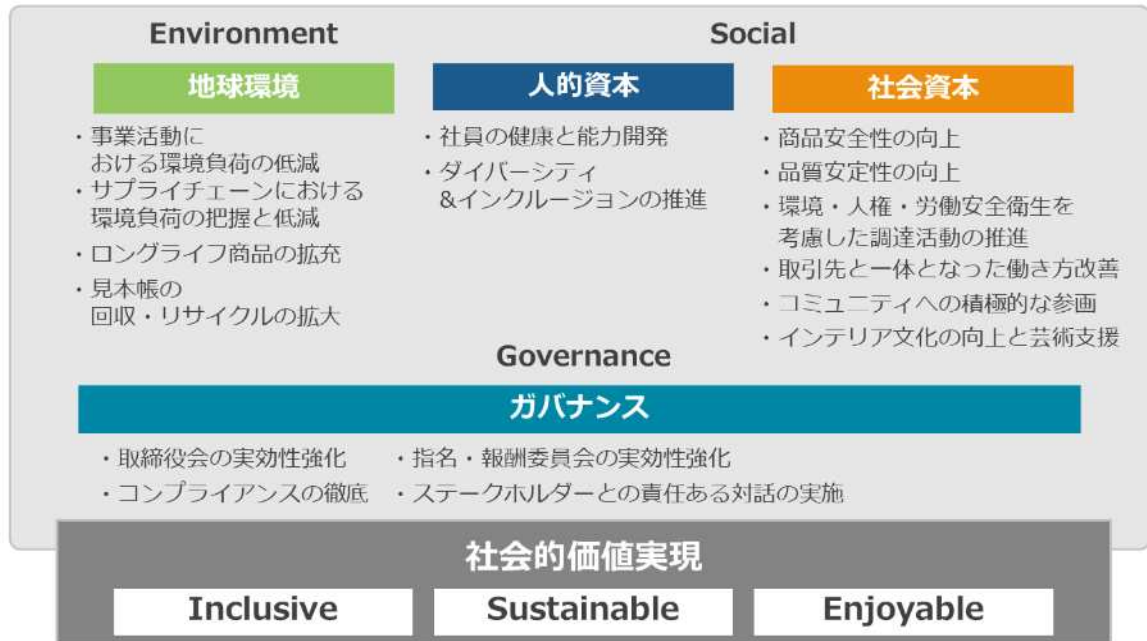 Environment
Social
地球環境
・事業活動に
おける環境負荷の低減
・サプライチェーンにおける
環境負荷の把握と低減
・ロングライフ商品の拡充
・見本帳の
回収・リサイクルの拡大
人的資本
・社員の健康と能力開発
・ダイバーシティ
&インクルージョンの推進
社会資本
・商品安全性の向上
・品質安定性の向上
・環境・人権・労働安全衛生を
考慮した調達活動の推進
・取引先と一体となった働き方改善
・コミュニティへの積極的な参画
・インテリア文化の向上と芸術支援
Governance
ガバナンス
・取締役会の実効性強化 ・指名・報酬委員会の実効性強化
・コンプライアンスの徹底 ・ステークホルダーとの責任ある対話の実施
社会的価値実現
Inclusive Sustainable Enjoyable